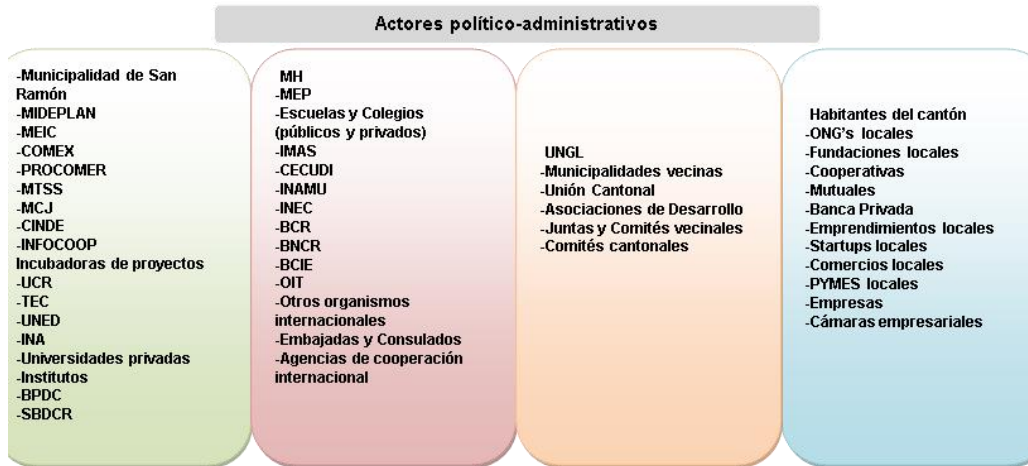 Actores político-administrativos
-Municipalidad de San
Ramón
-MIDEPLAN
-MEIC
-COMEX
-PROCOMER
-MTSS
-MCJ
-CINDE
-INFOCOOP
Incubadoras de proyectos
-UCR
-TEC
-UNED
-INA
-Universidades privadas
-Institutos
-BPDC
-SBDCR
MH
-MEP
-Escuelas y Colegios
(públicos y privados)
-IMAS
-CECUDI
-INAMU
-INEC
-BCR
-BNCR
-BCIE
-OIT
-Otros organismos
internacionales
-Embajadas y Consulados
-Agencias de cooperación
internacional
UNGL
-Municipalidades vecinas
-Unión Cantonal
-Asociaciones de Desarrollo
-Juntas y Comités vecinales
-Comités cantonales
Habitantes del cantón
-ONG's locales
-Fundaciones locales
-Cooperativas
-Mutuales
-Banca Privada
-Emprendimientos locales
-Startups locales
-Comercios locales
-PYMES locales
-Empresas
-Cámaras empresariales